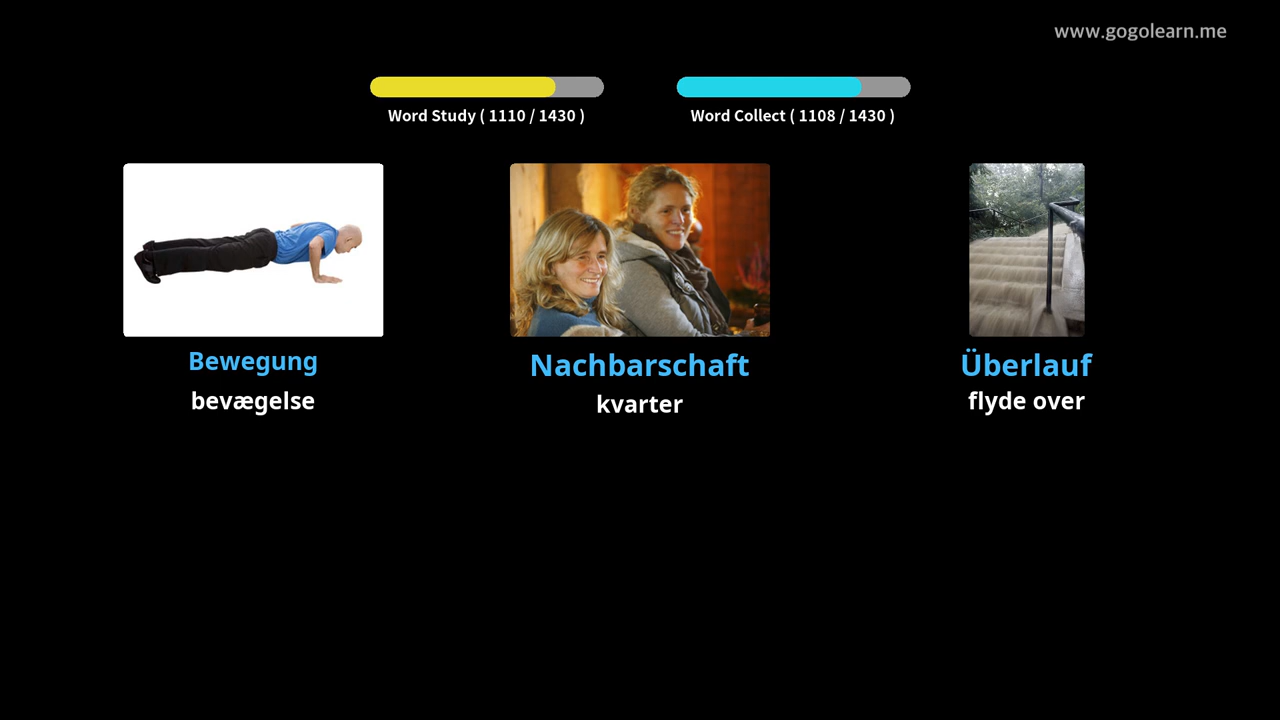 www.gogolearn.me
Word Study ( 1110 / 1430 )
Word Collect ( 1108 / 1430 )
Bewegung
bevægelse
Nachbarschaft
kvarter
Überlauf
flyde over